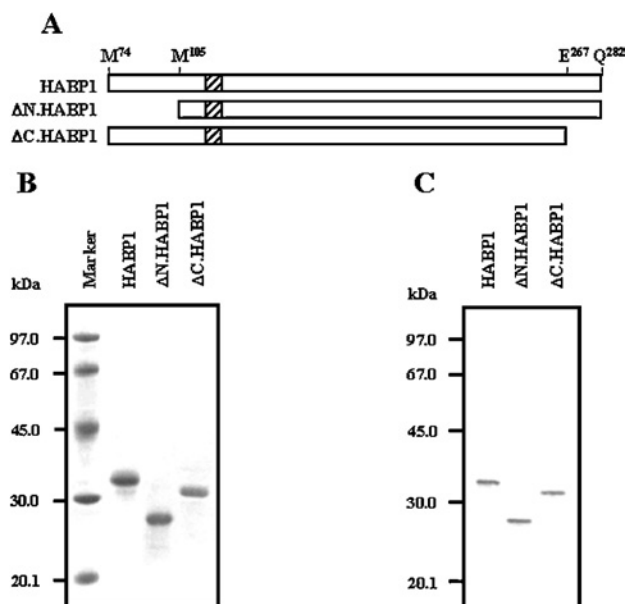 A
M74 M105 E267 Q282
HABP1
ΔN.HABP1
ΔC.HABP1
B
kDa
Marker
HABP1
ΔN.HABP1
ΔC.HABP1
97.0
67.0
45.0
30.0
20.1
C
kDa
HABP1
ΔN.HABP1
ΔC.HABP1
97.0
67.0
45.0
30.0
20.1